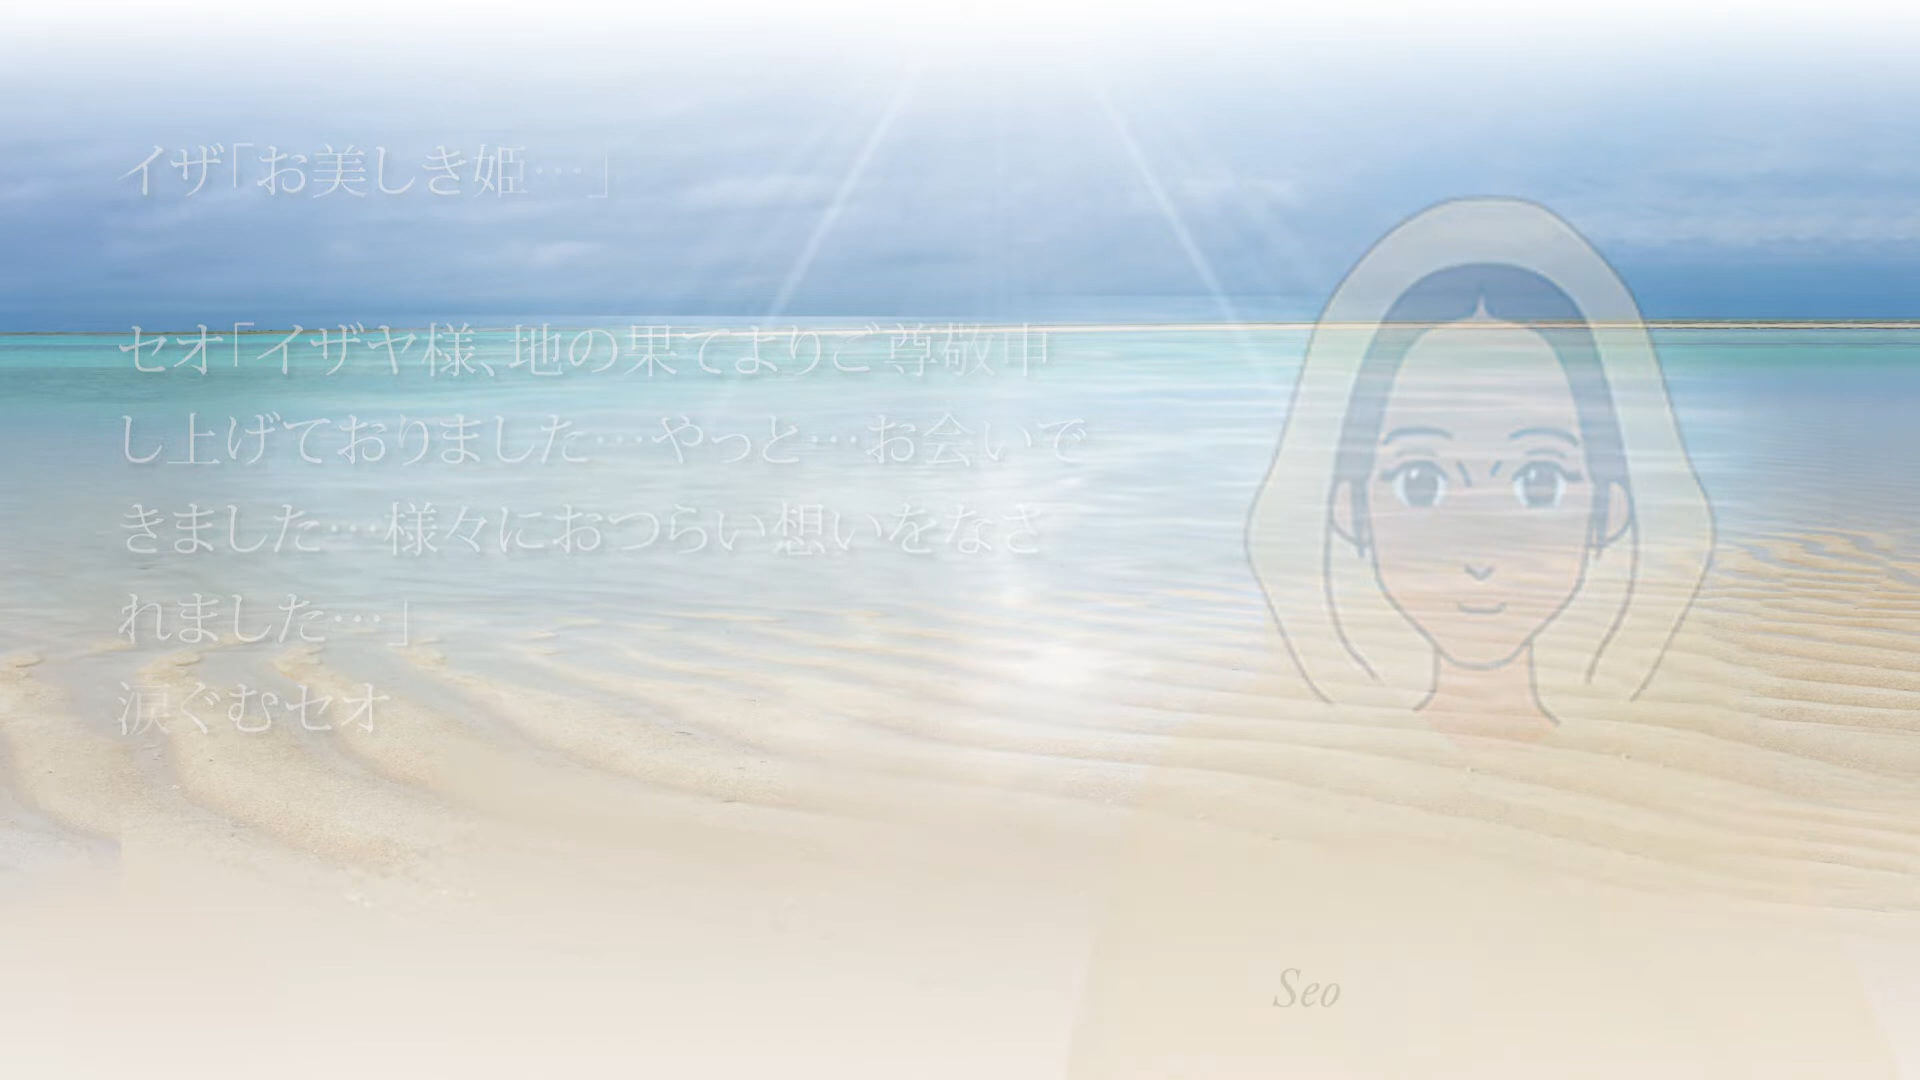 イザ「お美しき姫…」
セオ「イザヤ様、地の果てよりご尊敬申
し上げておりました…やっと…お会いで
きました…様々におつらい想いをなさ
れました…」
涙ぐむセオ
Seo